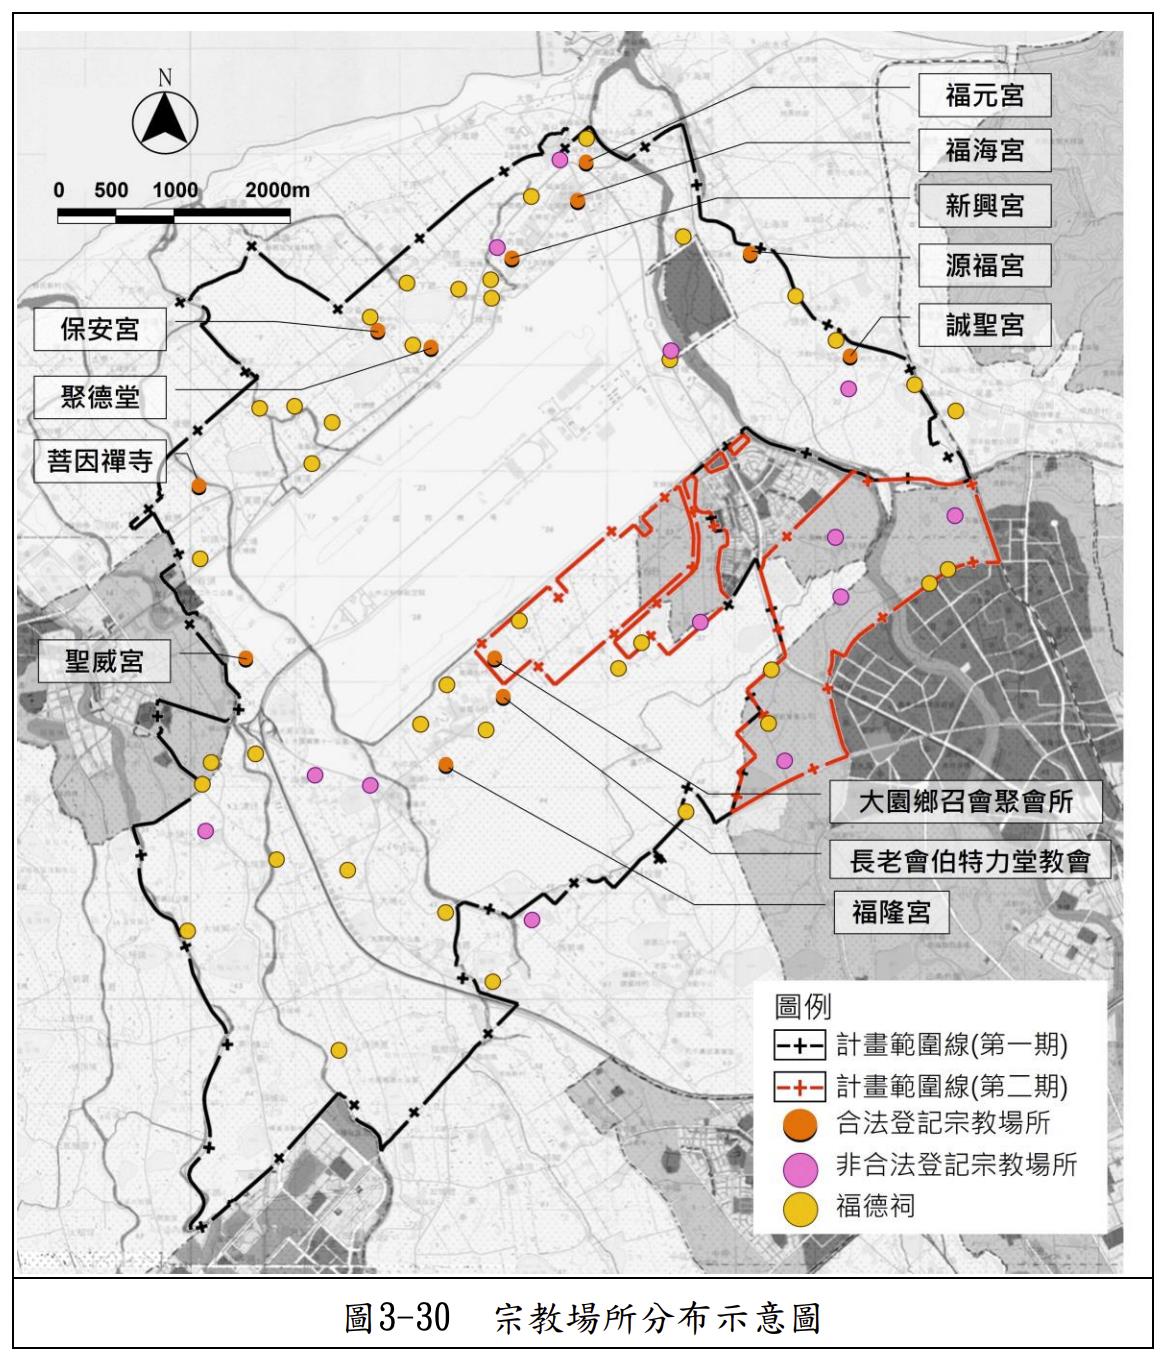 N
0 500 1000 2000m
福元宮
福海宮
新興宮
源福宮
誠聖宮
保安宮
聚德堂
菩因禪寺
聖威宮
大園鄉召會聚會所
長老會伯特力堂教會
福隆宮
圖例
計畫範圍線(第一期)
計畫範圍線(第二期)
合法登記宗教場所
非合法登記宗教場所
福德祠
圖3-30 宗教場所分布示意圖